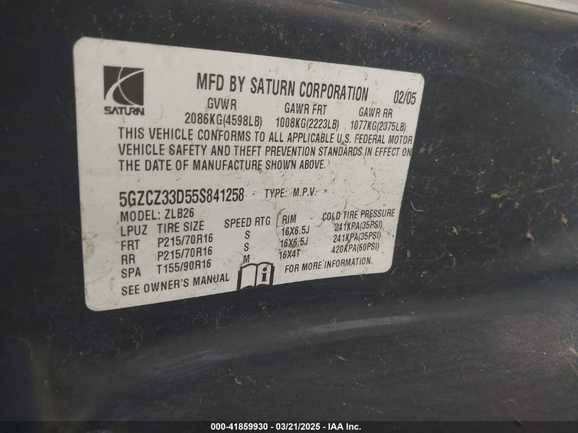 SATURN
MFD BY SATURN CORPORATION 02/05
GVWR GAWR FRT GAWR RR
2086KG(4598LB) 1008KG(2223LB) 1077KG(2375LB)
THIS VEHICLE CONFORMS TO ALL APPLICABLE U.S. FEDERAL MOTOR
VEHICLE SAFETY AND THEFT PREVENTION STANDARDS IN EFFECT ON
THE DATE OF MANUFACTURE SHOWN ABOVE.
5GZCZ33D55S841258 TYPE: M.P.V.
MODEL: ZLB26
LPUZ TIRE SIZE SPEED RTG RIM COLD TIRE PRESSURE
FRT P215/70R16 S 16X6.5J 241KPA(35PSI)
RR P215/70R16 S 16X6.5J 241KPA(35PSI)
SPA T155/90R16 M 16X4T 420KPA(60PSI)
SEE OWNER'S MANUAL FOR MORE INFORMATION.
000-41859930 - 03/21/2025 - IAA Inc.